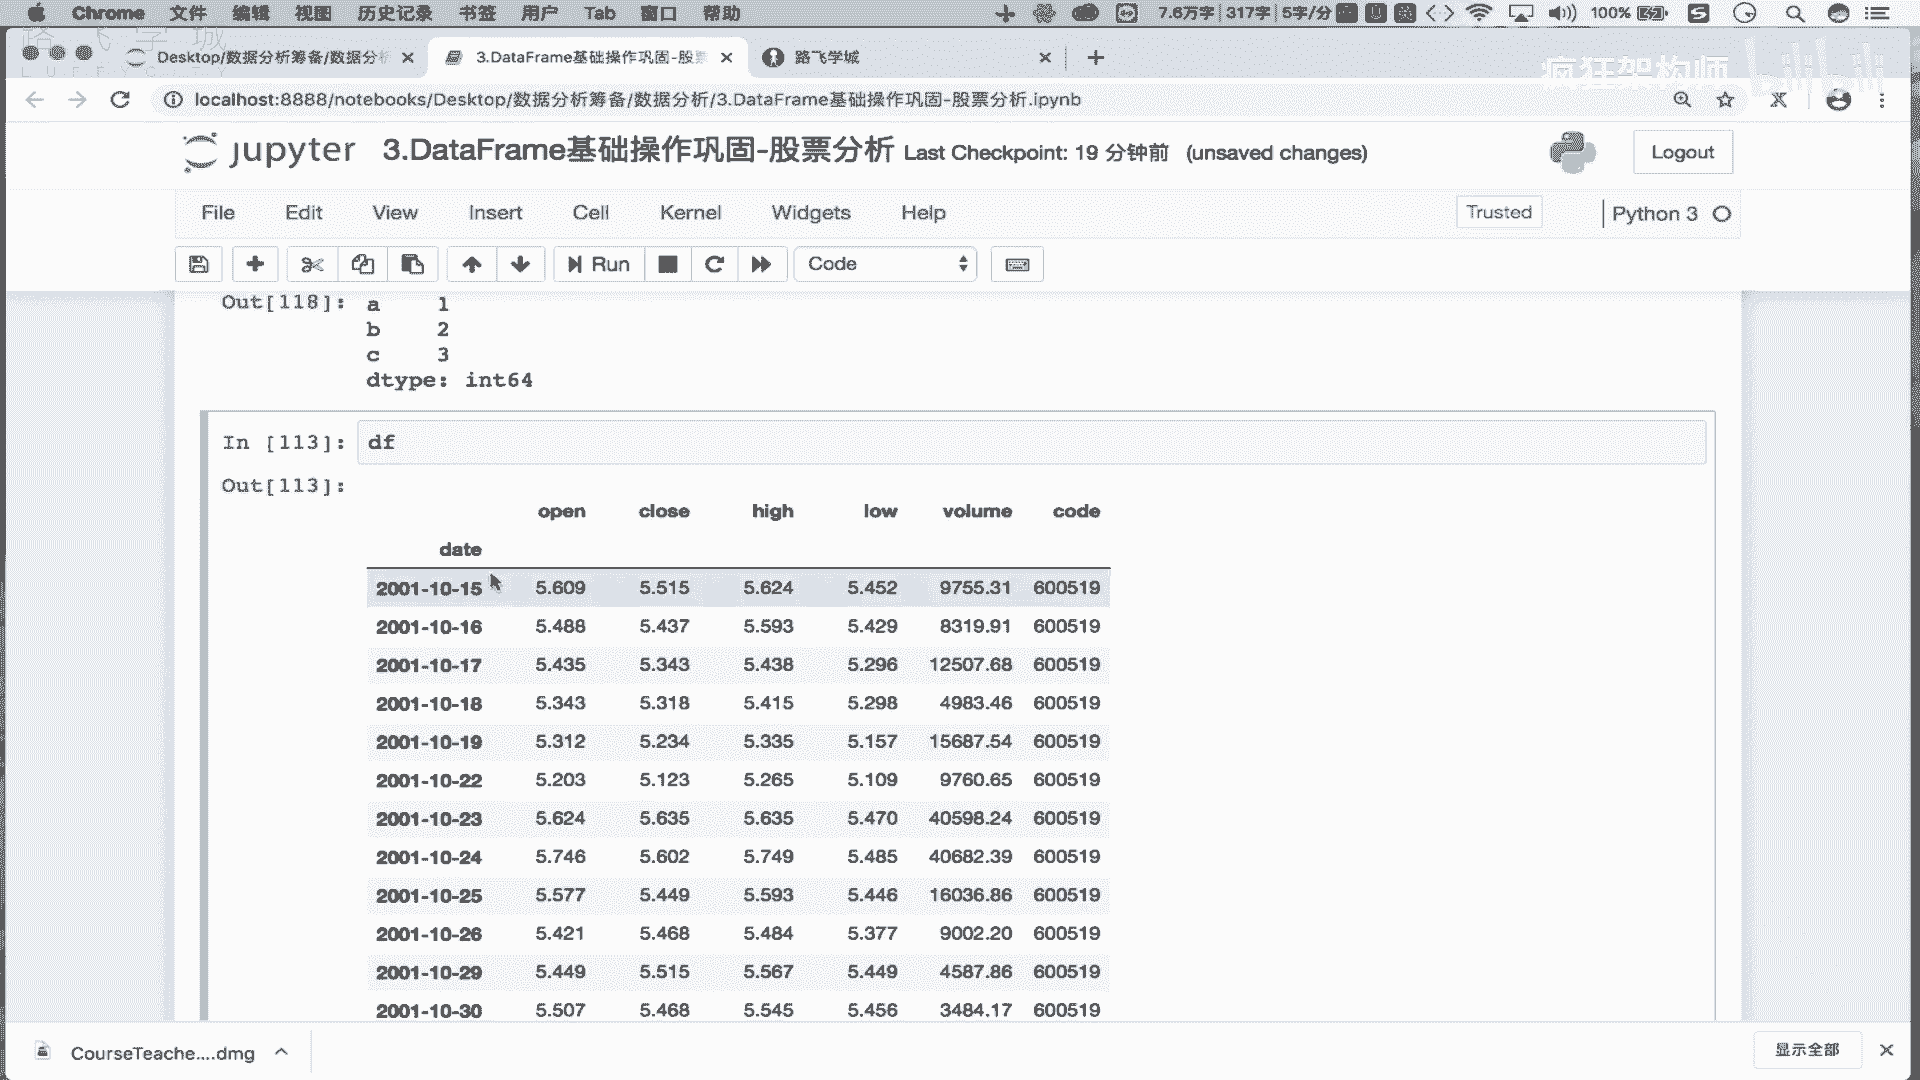 Chrome 文件 编辑 视图 历史记录 书签 用户 Tab 窗口 帮助 7.6万字 317字 5字/分 100%
路飞学城
LUFFYCITY
Desktop/数据分析筹备/数据分析 3.DataFrame基础操作巩固-股票 路飞学城
疯狂架构师 bilibili
localhost:8888/notebooks/Desktop/数据分析筹备/数据分析/3.DataFrame基础操作巩固-股票分析.ipynb
jupyter 3.DataFrame基础操作巩固-股票分析 Last Checkpoint: 19 分钟前 (unsaved changes) Logout
File Edit View Insert Cell Kernel Widgets Help Trusted Python 3
Run Code
Out[118]: a 1
b 2
c 3
dtype: int64
In [113]: df
Out[113]:
open close high low volume code
date
2001-10-15 5.609 5.515 5.624 5.452 9755.31 600519
2001-10-16 5.488 5.437 5.593 5.429 8319.91 600519
2001-10-17 5.435 5.343 5.438 5.296 12507.68 600519
2001-10-18 5.343 5.318 5.415 5.298 4983.46 600519
2001-10-19 5.312 5.234 5.335 5.157 15687.54 600519
2001-10-22 5.203 5.123 5.265 5.109 9760.65 600519
2001-10-23 5.624 5.635 5.635 5.470 40598.24 600519
2001-10-24 5.746 5.602 5.749 5.485 40682.39 600519
2001-10-25 5.577 5.449 5.593 5.446 16036.86 600519
2001-10-26 5.421 5.468 5.484 5.377 9002.20 600519
2001-10-29 5.449 5.515 5.567 5.449 4587.86 600519
2001-10-30 5.507 5.468 5.545 5.456 3484.17 600519
CourseTeache....dmg 显示全部